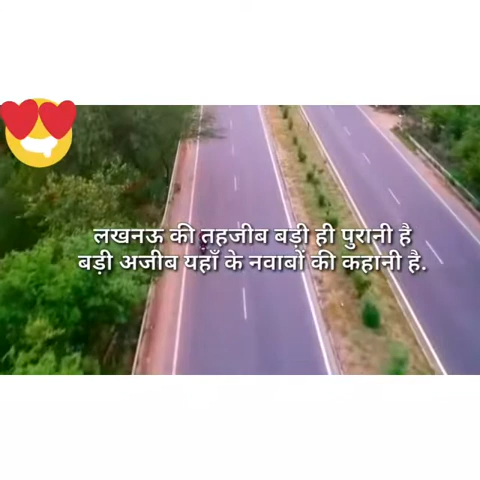 लखनऊ की तहजीब बड़ी ही पुरानी है
बड़ी अजीब यहाँ के नवाबों की कहानी है.